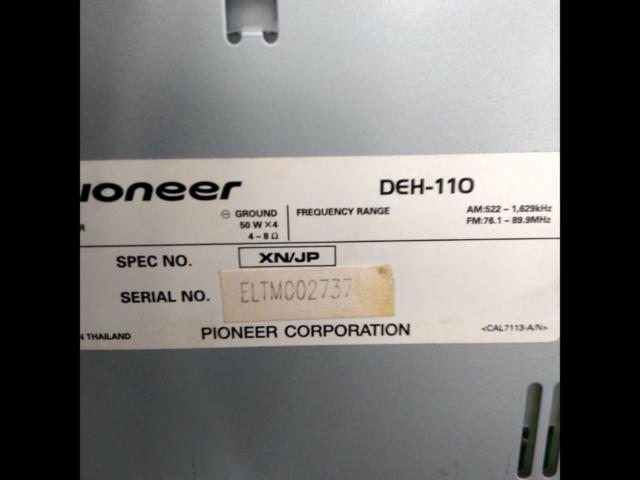 ioneer DEH-110
R
⊖ GROUND
50 W×4
4–8 Ω
FREQUENCY RANGE
AM:522 – 1,629kHz
FM:76.1 – 89.9MHz
SPEC NO. XN/JP
SERIAL NO. ELTM002737
N THAILAND PIONEER CORPORATION <CAL7113-A/N>